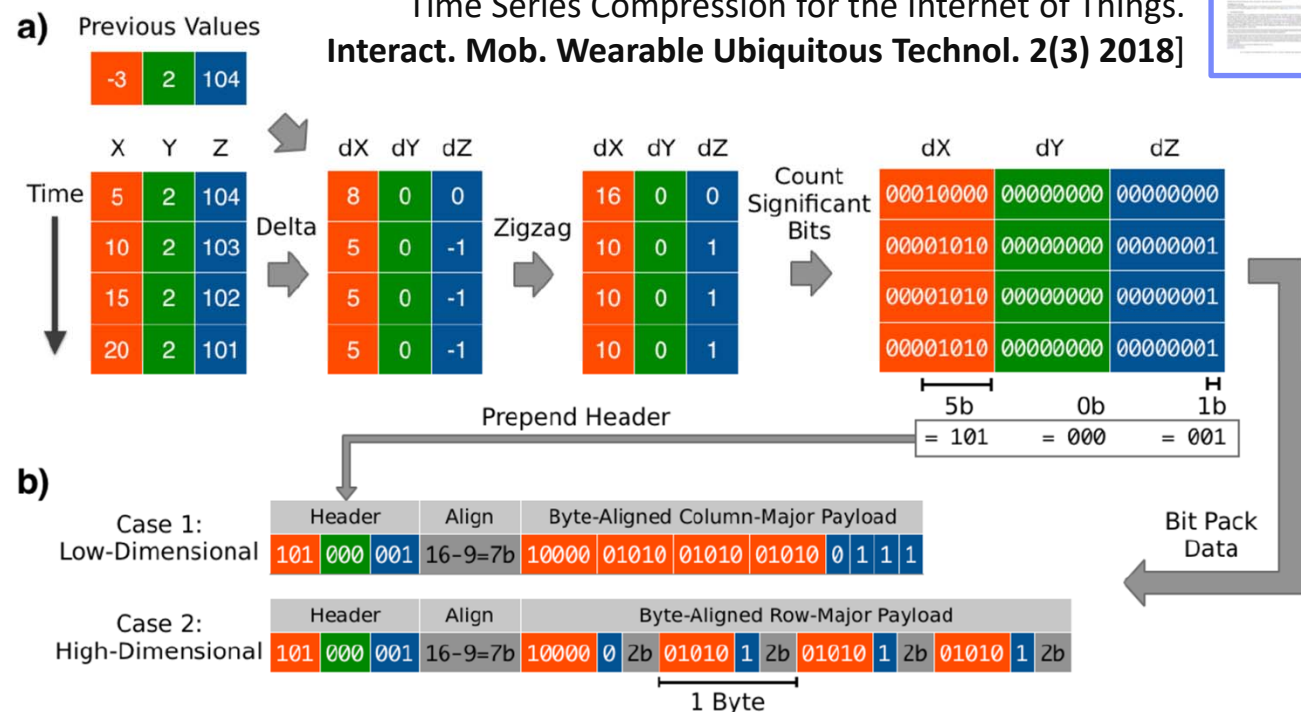 Time Series Compression for the Internet of Things.
Interact. Mob. Wearable Ubiquitous Technol. 2(3) 2018]
a) Previous Values
-3 2 104
X Y Z
dX dY dZ
dX dY dZ
dX dY dZ
Time
5 2 104
10 2 103
15 2 102
20 2 101
Delta
8 0 0
5 0 -1
5 0 -1
5 0 -1
Zigzag
16 0 0
10 0 1
10 0 1
10 0 1
Count
Significant
Bits
00010000 00000000 00000000
00001010 00000000 00000001
00001010 00000000 00000001
00001010 00000000 00000001
5b 0b 1b
= 101 = 000 = 001
Prepend Header
b)
Case 1:
Low-Dimensional
Header Align Byte-Aligned Column-Major Payload
101 000 001 16-9=7b 10000 01010 01010 01010 0 1 1 1
Bit Pack
Data
Case 2:
High-Dimensional
Header Align Byte-Aligned Row-Major Payload
101 000 001 16-9=7b 10000 0 2b 01010 1 2b 01010 1 2b 01010 1 2b
1 Byte